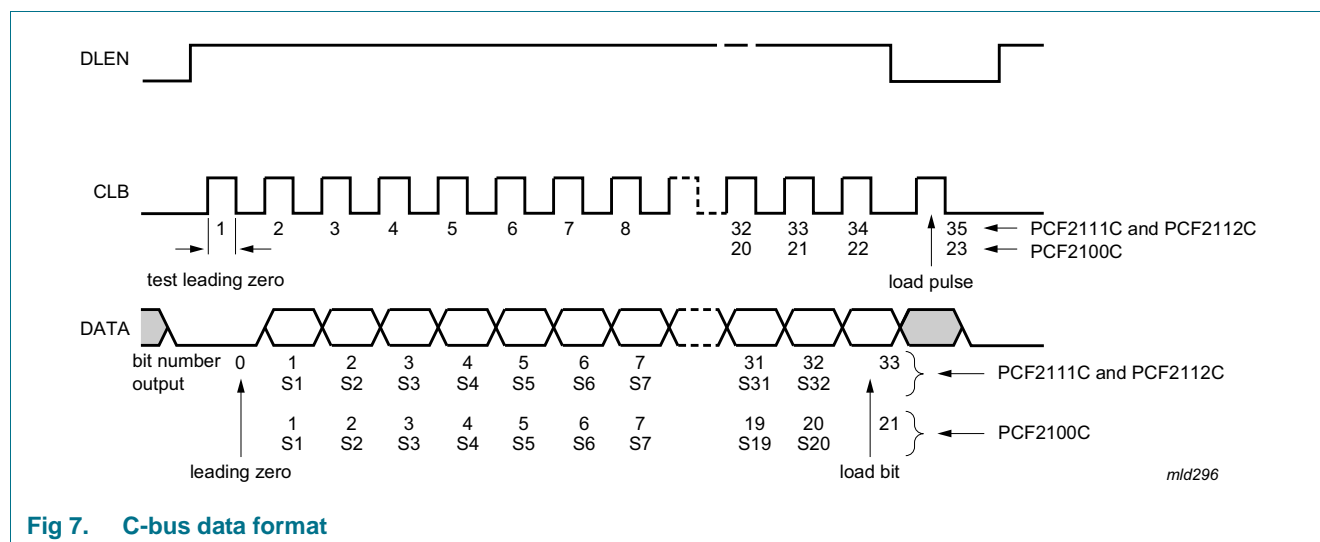 DLEN
CLB
1 2 3 4 5 6 7 8 32 33 34 35 PCF2111C and PCF2112C
20 21 22 23 PCF2100C
test leading zero load pulse
DATA
bit number 0 1 2 3 4 5 6 7 31 32 33
output S1 S2 S3 S4 S5 S6 S7 S31 S32 PCF2111C and PCF2112C
1 2 3 4 5 6 7 19 20 21
S1 S2 S3 S4 S5 S6 S7 S19 S20 PCF2100C
leading zero load bit
mld296
Fig 7. C-bus data format